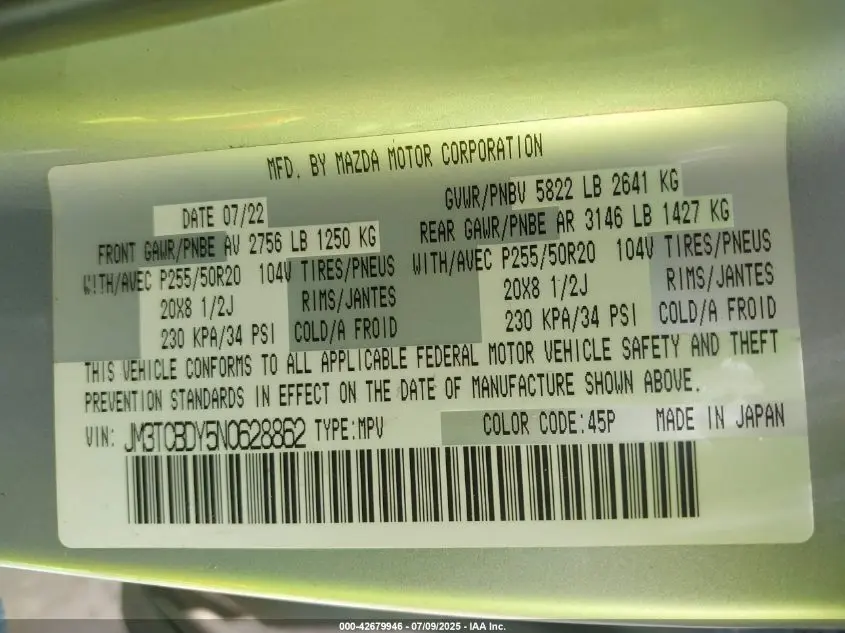 MFD. BY MAZDA MOTOR CORPORATION
DATE 07/22
GVWR/PNBV 5822 LB 2641 KG
FRONT GAWR/PNBE AV 2756 LB 1250 KG
REAR GAWR/PNBE AR 3146 LB 1427 KG
WITH/AVEC P255/50R20 104V TIRES/PNEUS
WITH/AVEC P255/50R20 104V TIRES/PNEUS
20X8 1/2J RIMS/JANTES
20X8 1/2J RIMS/JANTES
230 KPA/34 PSI COLD/A FROID
230 KPA/34 PSI COLD/A FROID
THIS VEHICLE CONFORMS TO ALL APPLICABLE FEDERAL MOTOR VEHICLE SAFETY AND THEFT
PREVENTION STANDARDS IN EFFECT ON THE DATE OF MANUFACTURE SHOWN ABOVE.
VIN: JM3TCBDY5N0628862 TYPE:MPV COLOR CODE:45P MADE IN JAPAN
000-42679946 - 07/09/2025 - IAA Inc.